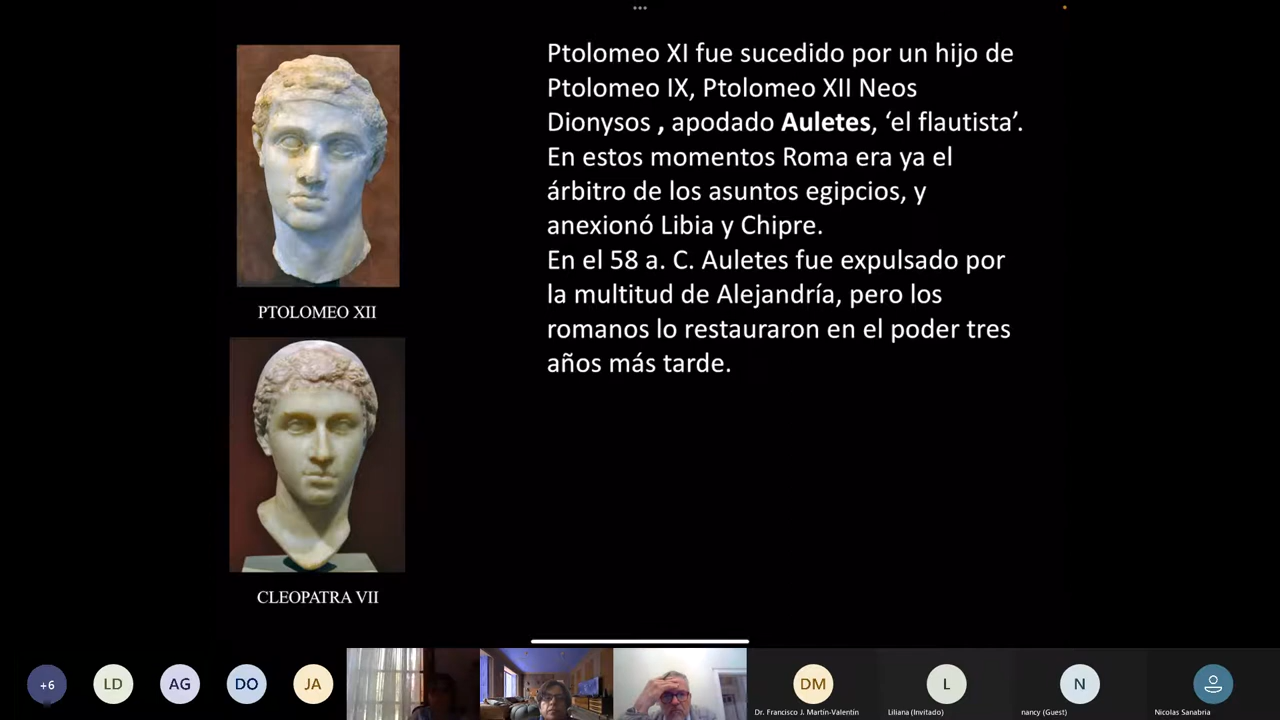 Ptolomeo XI fue sucedido por un hijo de
Ptolomeo IX, Ptolomeo XII Neos
Dionysos , apodado Auletes, ‘el flautista’.
En estos momentos Roma era ya el
árbitro de los asuntos egipcios, y
anexionó Libia y Chipre.
En el 58 a. C. Auletes fue expulsado por
la multitud de Alejandría, pero los
romanos lo restauraron en el poder tres
años más tarde.
PTOLOMEO XII
CLEOPATRA VII
+6
LD
AG
DO
JA
DM
Dr. Francisco J. Martín-Valentín
L
Liliana (Invitado)
N
nancy (Guest)
Nicolas Sanabria